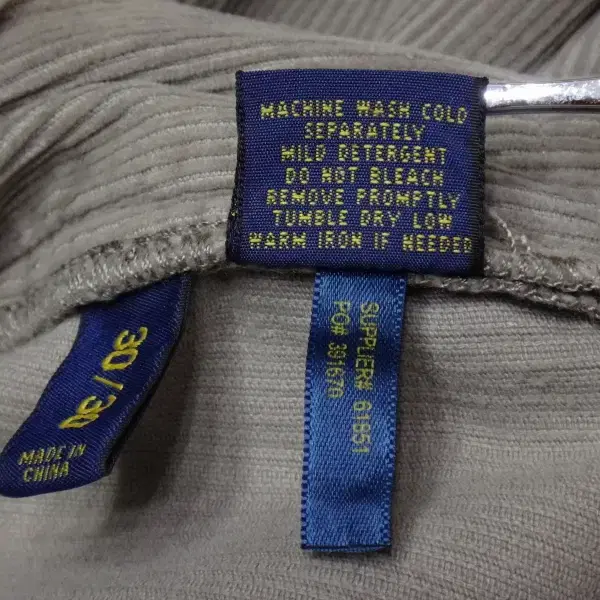 MACHINE WASH COLD
SEPARATELY
MILD DETERGENT
DO NOT BLEACH
REMOVE PROMPTLY
TUMBLE DRY LOW
WARM IRON IF NEEDED
30/30
MADE IN
CHINA
SUPPLIER# 61851
PO# 391670